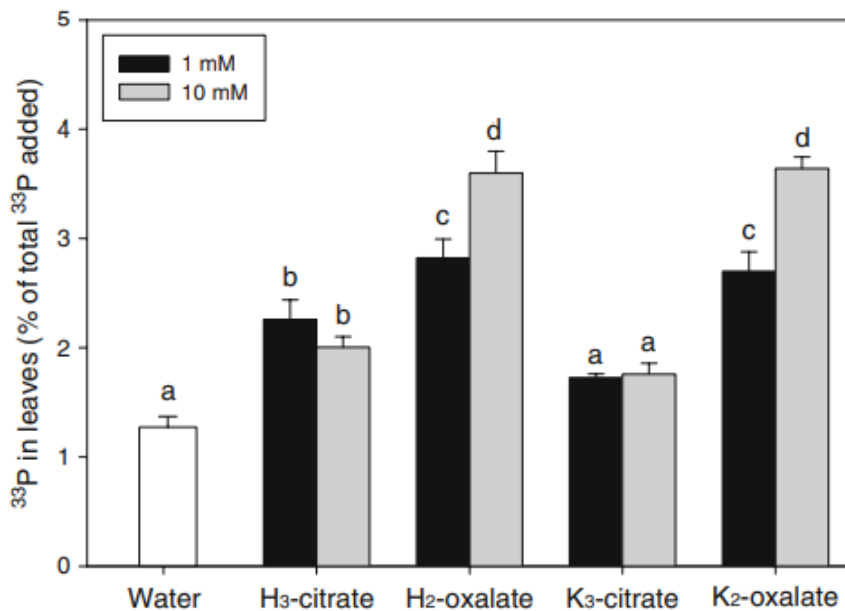 5
1 mM
10 mM
d
d
4
c
c
3
b
b
a
a
2
a
1
0
³³P in leaves (% of total ³³P added)
Water
H₃-citrate
H₂-oxalate
K₃-citrate
K₂-oxalate